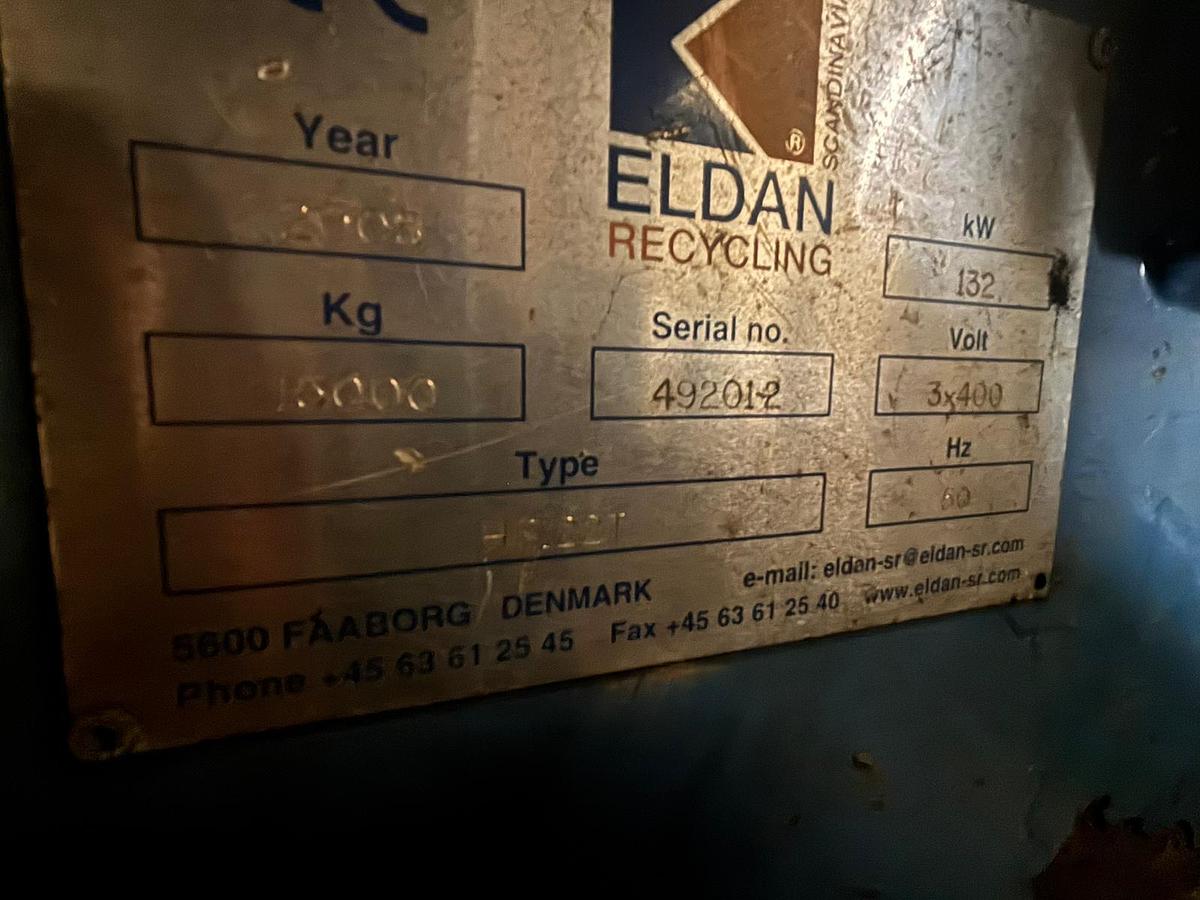 SCANDINAVIA
®
ELDAN
RECYCLING
Year
kW
132
Kg
Serial no.
492012
Volt
3x400
Type
Hz
e-mail: eldan-sr@eldan-sr.com
www.eldan-sr.com
5600 FAABORG DENMARK
Phone +45 63 61 25 45 Fax +45 63 61 25 40